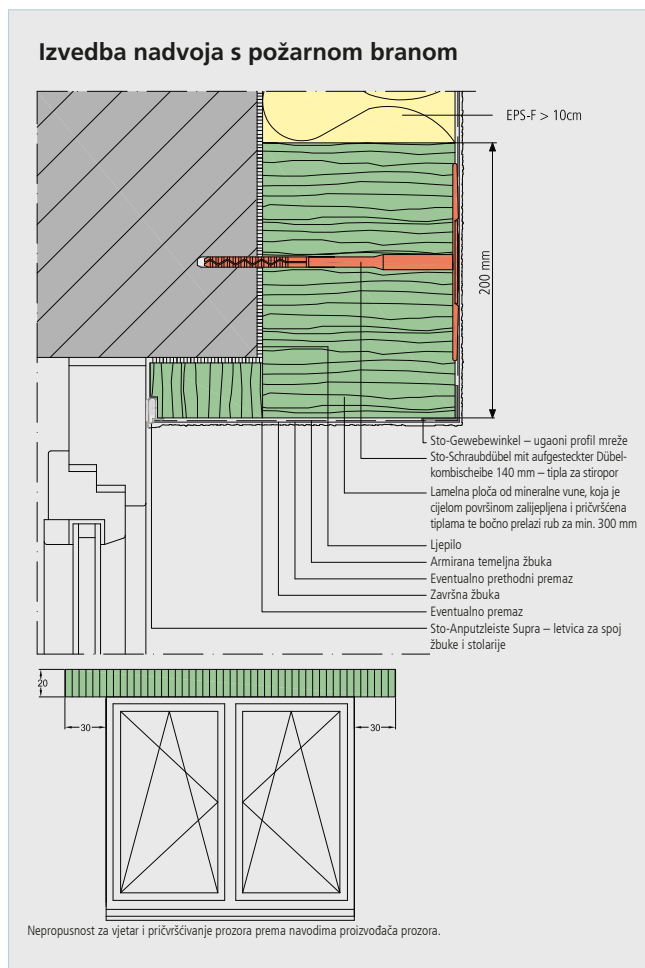 Izvedba nadvoja s požarnom branom
EPS-F > 10cm
200 mm
Sto-Gewebewinkel – ugaoni profil mreže
Sto-Schraubdübel mit aufgesteckter Dübel-
kombischeibe 140 mm – tipla za stiropor
Lamelna ploča od mineralne vune, koja je
cijelom površinom zalijepljena i pričvršćena
tiplama te bočno prelazi rub za min. 300 mm
Ljepilo
Armirana temeljna žbuka
Eventualno prethodni premaz
Završna žbuka
Eventualno premaz
Sto-Anputzleiste Supra – letvica za spoj
žbuke i stolarije
20
30
30
Nepropusnost za vjetar i pričvršćivanje prozora prema navodima proizvođača prozora.